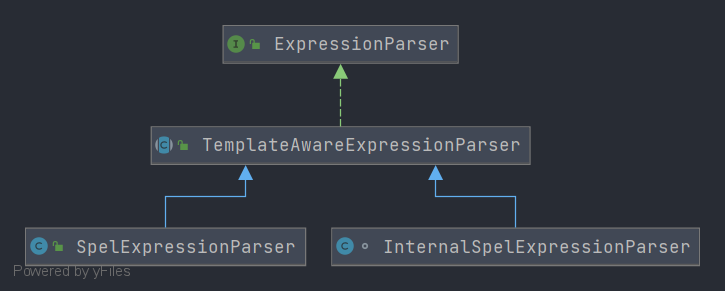 ExpressionParser
TemplateAwareExpressionParser
SpelExpressionParser
InternalSpelExpressionParser
Powered by yFiles